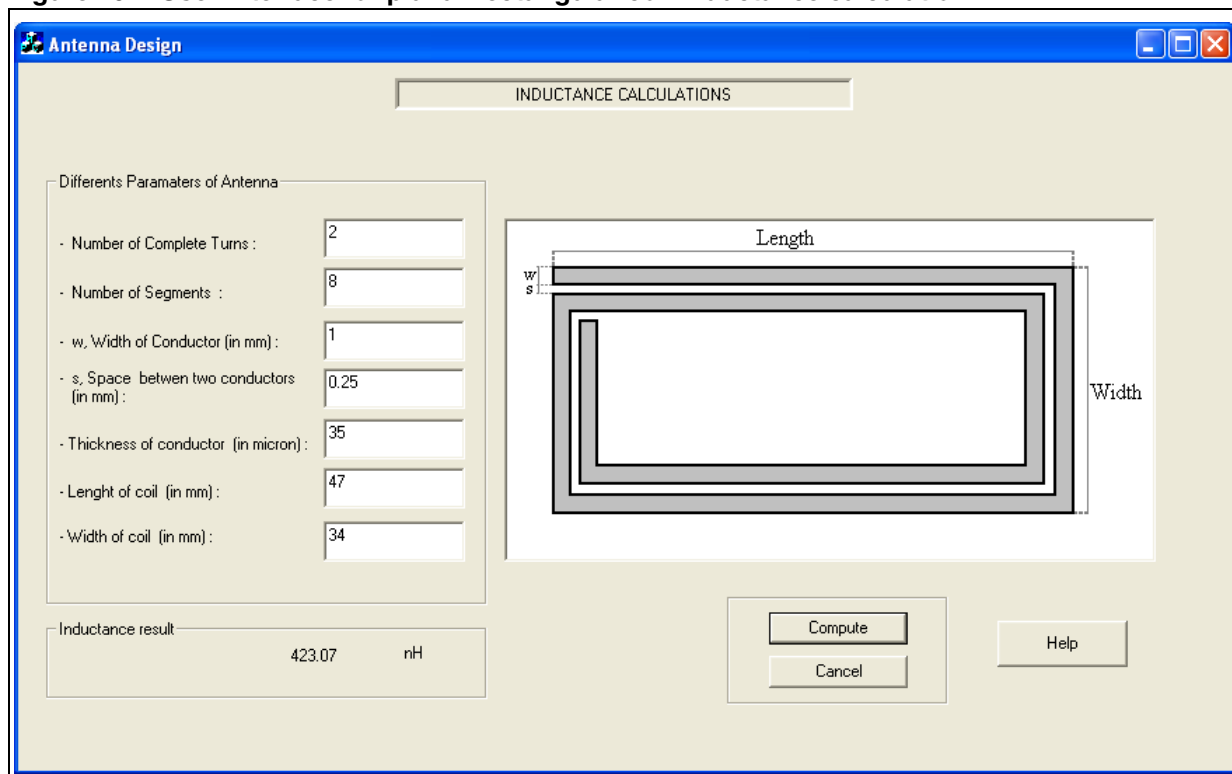 Antenna Design
INDUCTANCE CALCULATIONS
Differents Paramaters of Antenna
- Number of Complete Turns :
2
- Number of Segments :
8
- w, Width of Conductor (in mm) :
1
- s, Space betwen two conductors
(in mm) :
0.25
- Thickness of conductor (in micron) :
35
- Lenght of coil (in mm) :
47
- Width of coil (in mm) :
34
Length
w
s
Width
Inductance result
423.07 nH
Compute
Cancel
Help